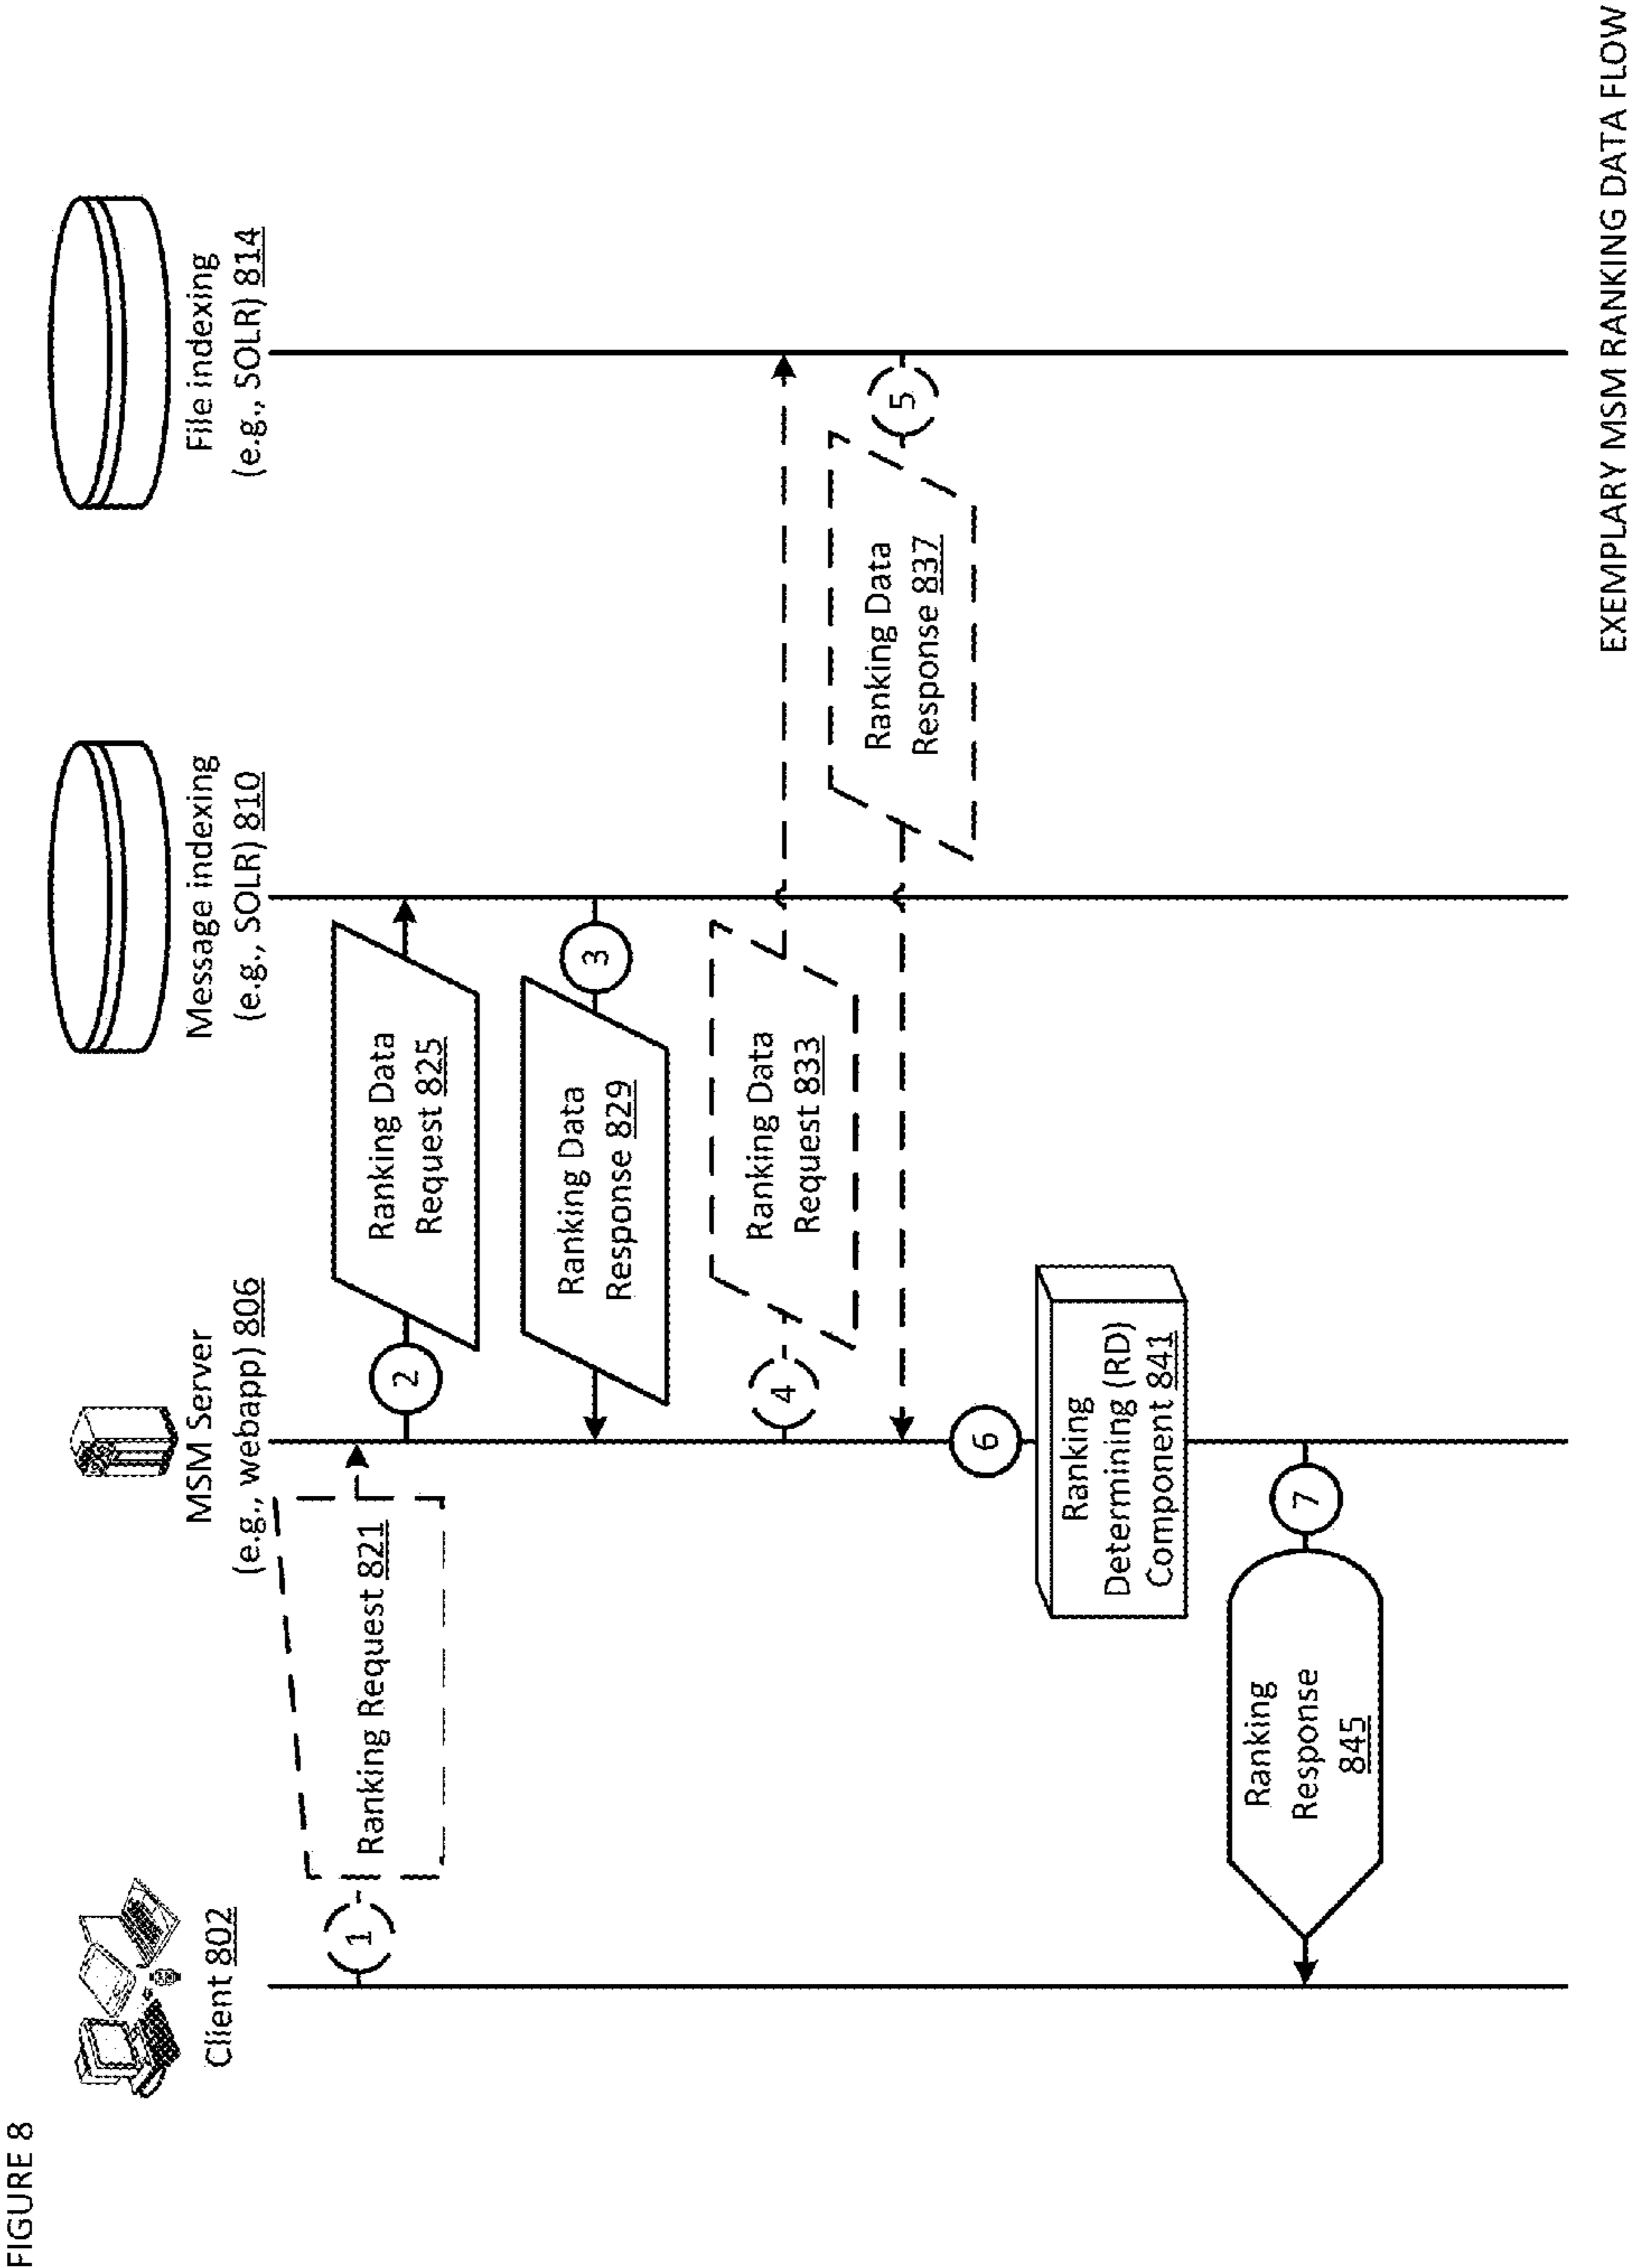 FIGURE 8
Client 802
MSM Server
(e.g., webapp) 806
Message indexing
(e.g., SOLR) 810
File indexing
(e.g., SOLR) 814
1
Ranking Request 821
2
Ranking Data
Request 825
3
Ranking Data
Response 829
4
Ranking Data
Request 833
5
Ranking Data
Response 837
6
Ranking
Determining (RD)
Component 841
7
Ranking
Response
845
EXEMPLARY MSM RANKING DATA FLOW